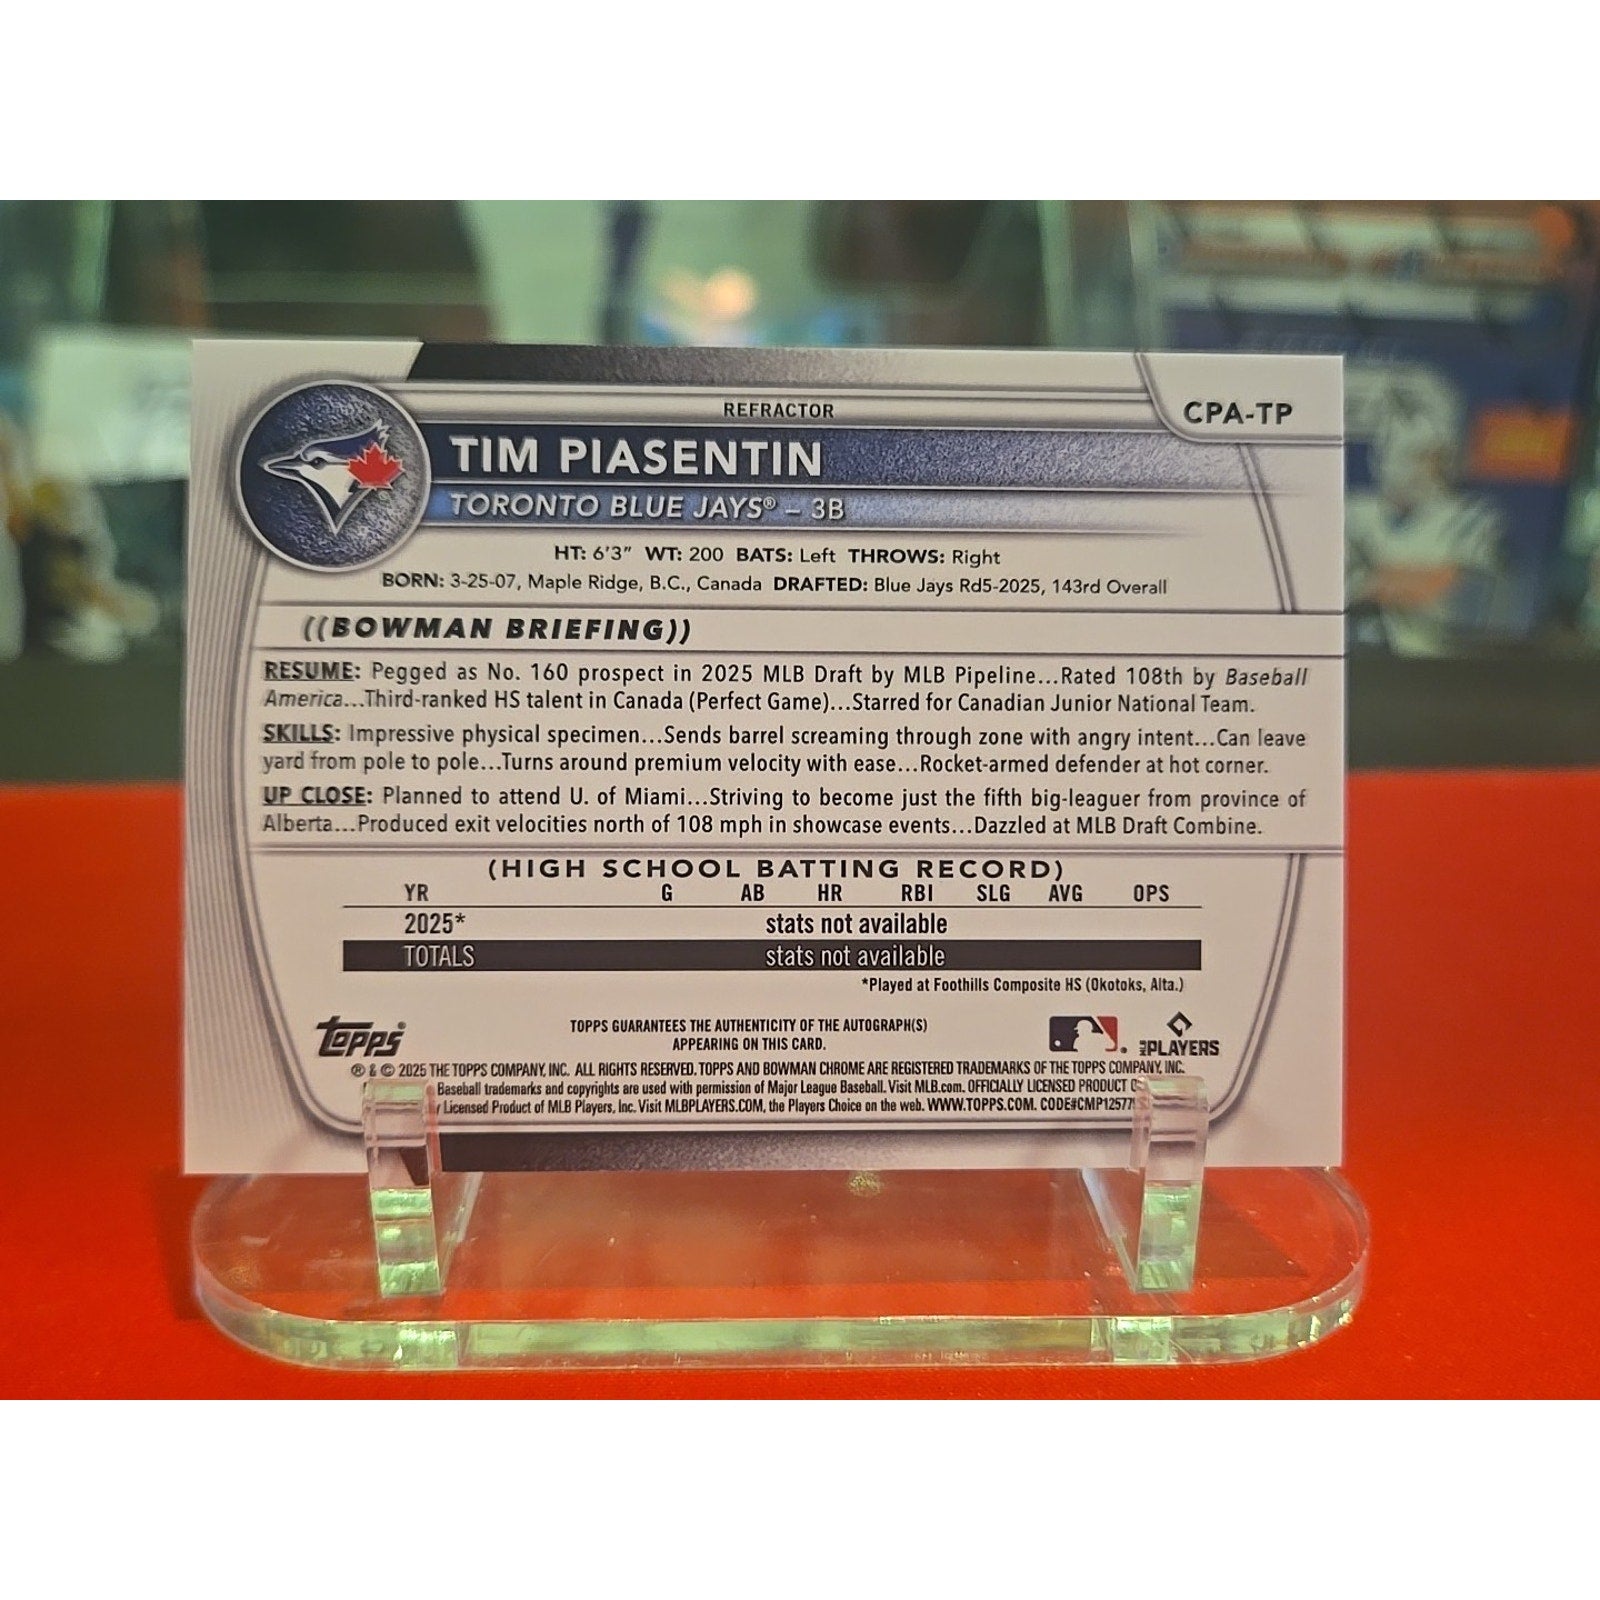 REFRACTOR
CPA-TP
TIM PIASENTIN
TORONTO BLUE JAYS® – 3B
HT: 6'3" WT: 200 BATS: Left THROWS: Right
BORN: 3-25-07, Maple Ridge, B.C., Canada DRAFTED: Blue Jays Rd5-2025, 143rd Overall
((BOWMAN BRIEFING))
RESUME: Pegged as No. 160 prospect in 2025 MLB Draft by MLB Pipeline...Rated 108th by Baseball
America...Third-ranked HS talent in Canada (Perfect Game)...Starred for Canadian Junior National Team.
SKILLS: Impressive physical specimen...Sends barrel screaming through zone with angry intent...Can leave
yard from pole to pole...Turns around premium velocity with ease...Rocket-armed defender at hot corner.
UP CLOSE: Planned to attend U. of Miami...Striving to become just the fifth big-leaguer from province of
Alberta...Produced exit velocities north of 108 mph in showcase events...Dazzled at MLB Draft Combine.
(HIGH SCHOOL BATTING RECORD)
YR G AB HR RBI SLG AVG OPS
2025* stats not available
TOTALS stats not available
*Played at Foothills Composite HS (Okotoks, Alta.)
Topps®
TOPPS GUARANTEES THE AUTHENTICITY OF THE AUTOGRAPH(S)
APPEARING ON THIS CARD.
MLB PLAYERS
® & © 2025 THE TOPPS COMPANY, INC. ALL RIGHTS RESERVED. TOPPS AND BOWMAN CHROME ARE REGISTERED TRADEMARKS OF THE TOPPS COMPANY, INC.
Baseball trademarks and copyrights are used with permission of Major League Baseball. Visit MLB.com. OFFICIALLY LICENSED PRODUCT
Licensed Product of MLB Players, Inc. Visit MLBPLAYERS.COM, the Players Choice on the web. WWW.TOPPS.COM. CODE#CMP12577